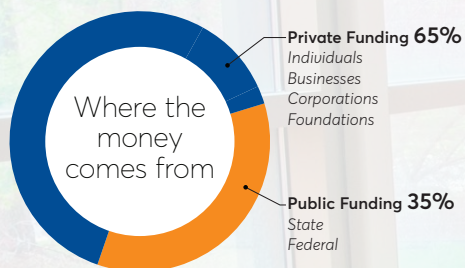 Where the
money
comes from
Private Funding 65%
Individuals
Businesses
Corporations
Foundations
Public Funding 35%
State
Federal